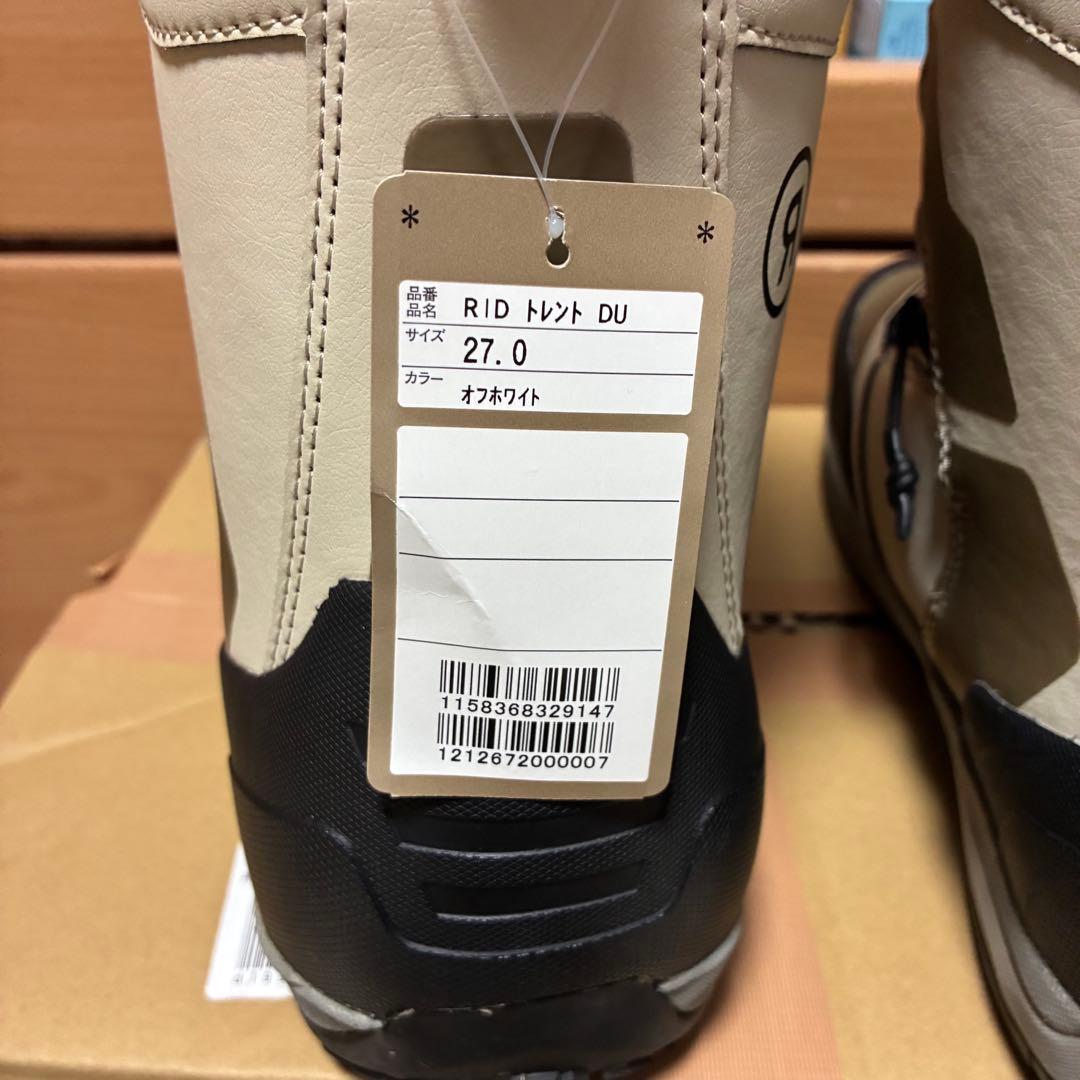 * *
品番
品名 RID トレント DU
サイズ 27.0
カラー オフホワイト
1158368329147
1212672000007
R